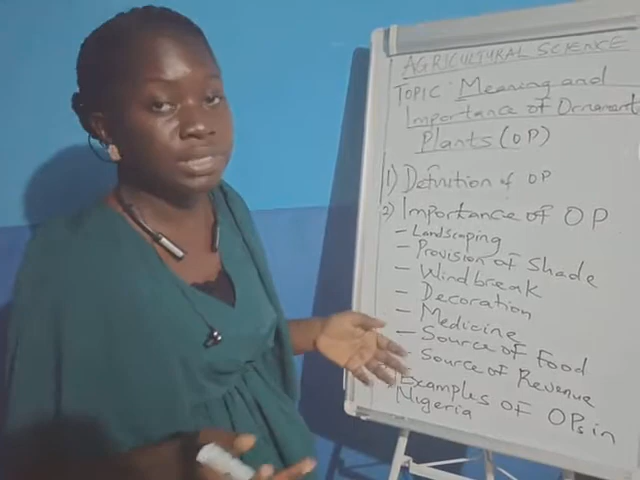 AGRICULTURAL SCIENCE
TOPIC: Meaning and
Importance of Ornament
Plants (OP)
1) Definition of OP
2) Importance of OP
- Landscaping
- Provision of Shade
- Windbreak
- Decoration
- Medicine
- Source of Food
- Source of Revenue
Examples of OPs in
Nigeria